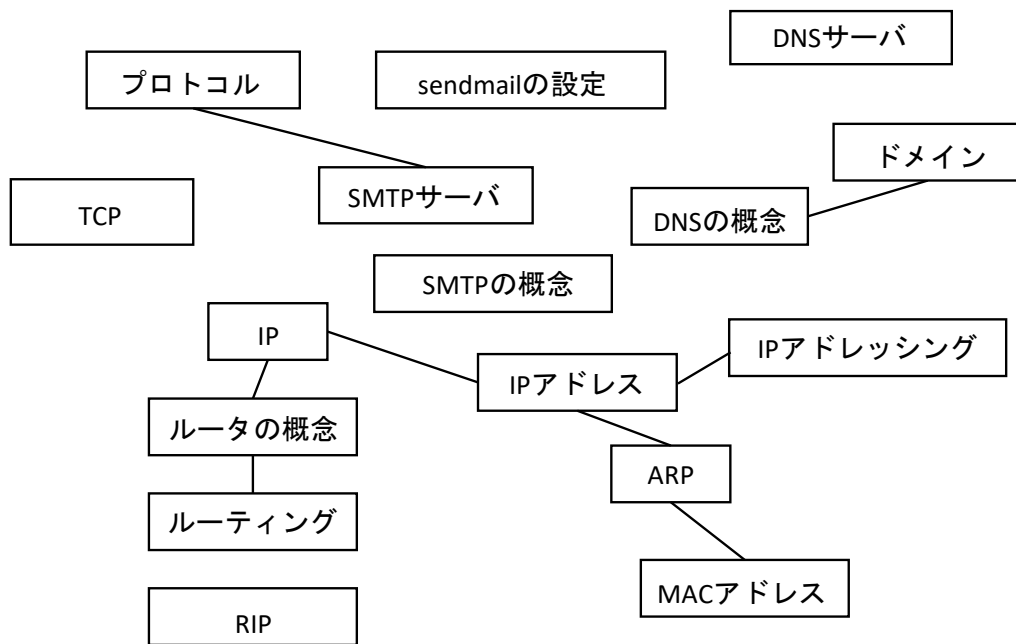 DNSサーバ
プロトコル
sendmailの設定
ドメイン
SMTPサーバ
TCP
DNSの概念
SMTPの概念
IP
IPアドレッシング
IPアドレス
ルータの概念
ARP
ルーティング
MACアドレス
RIP